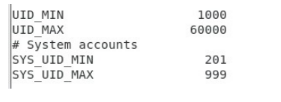 UID_MIN 1000
UID_MAX 60000
# System accounts
SYS_UID_MIN 201
SYS_UID_MAX 999